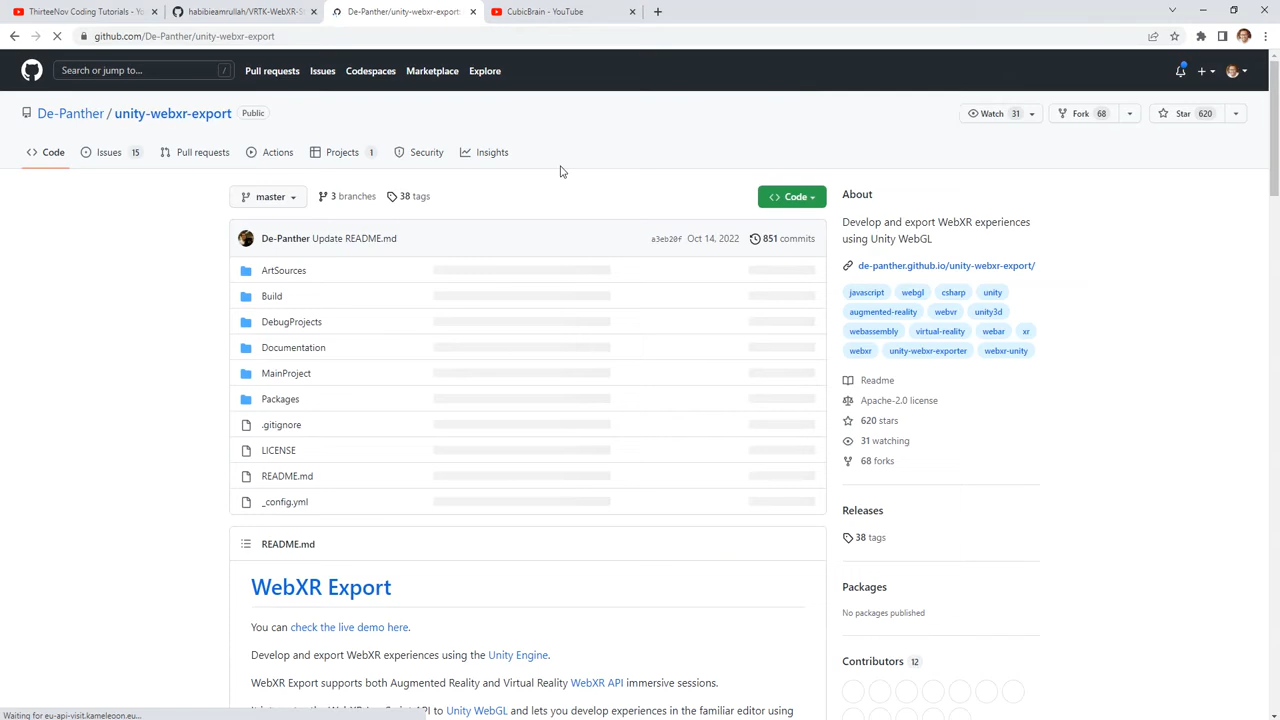 ThirteeNov Coding Tutorials - Yo
habibieamrullah/VRTK-WebXR-S
De-Panther/unity-webxr-export:
CubicBrain - YouTube
github.com/De-Panther/unity-webxr-export
Search or jump to...
/
Pull requests
Issues
Codespaces
Marketplace
Explore
De-Panther / unity-webxr-export
Public
Watch 31
Fork 68
Star 620
Code
Issues 15
Pull requests
Actions
Projects 1
Security
Insights
master
3 branches
38 tags
Code
De-Panther Update README.md
a3eb20f Oct 14, 2022
851 commits
ArtSources
Build
DebugProjects
Documentation
MainProject
Packages
.gitignore
LICENSE
README.md
_config.yml
README.md
WebXR Export
You can check the live demo here.
Develop and export WebXR experiences using the Unity Engine.
WebXR Export supports both Augmented Reality and Virtual Reality WebXR API immersive sessions.
Unity WebGL and lets you develop experiences in the familiar editor using
About
Develop and export WebXR experiences
using Unity WebGL
de-panther.github.io/unity-webxr-export/
javascript webgl csharp unity
augmented-reality webvr unity3d
webassembly virtual-reality webar xr
webxr unity-webxr-exporter webxr-unity
Readme
Apache-2.0 license
620 stars
31 watching
68 forks
Releases
38 tags
Packages
No packages published
Contributors 12
Waiting for eu-api-visit.kameleoon.eu...